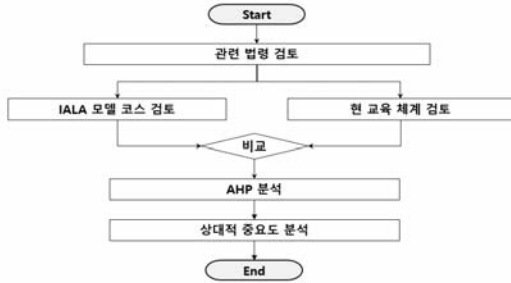 Start
관련 법령 검토
IALA 모델 코스 검토
현 교육 체계 검토
비교
AHP 분석
상대적 중요도 분석
End